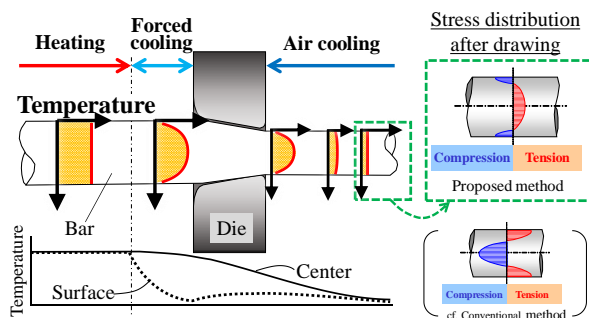 Heating
Forced
cooling
Air cooling
Stress distribution
after drawing
Temperature
Bar
Die
Compression Tension
Proposed method
Temperature
Center
Surface
Compression Tension
cf. Conventional method